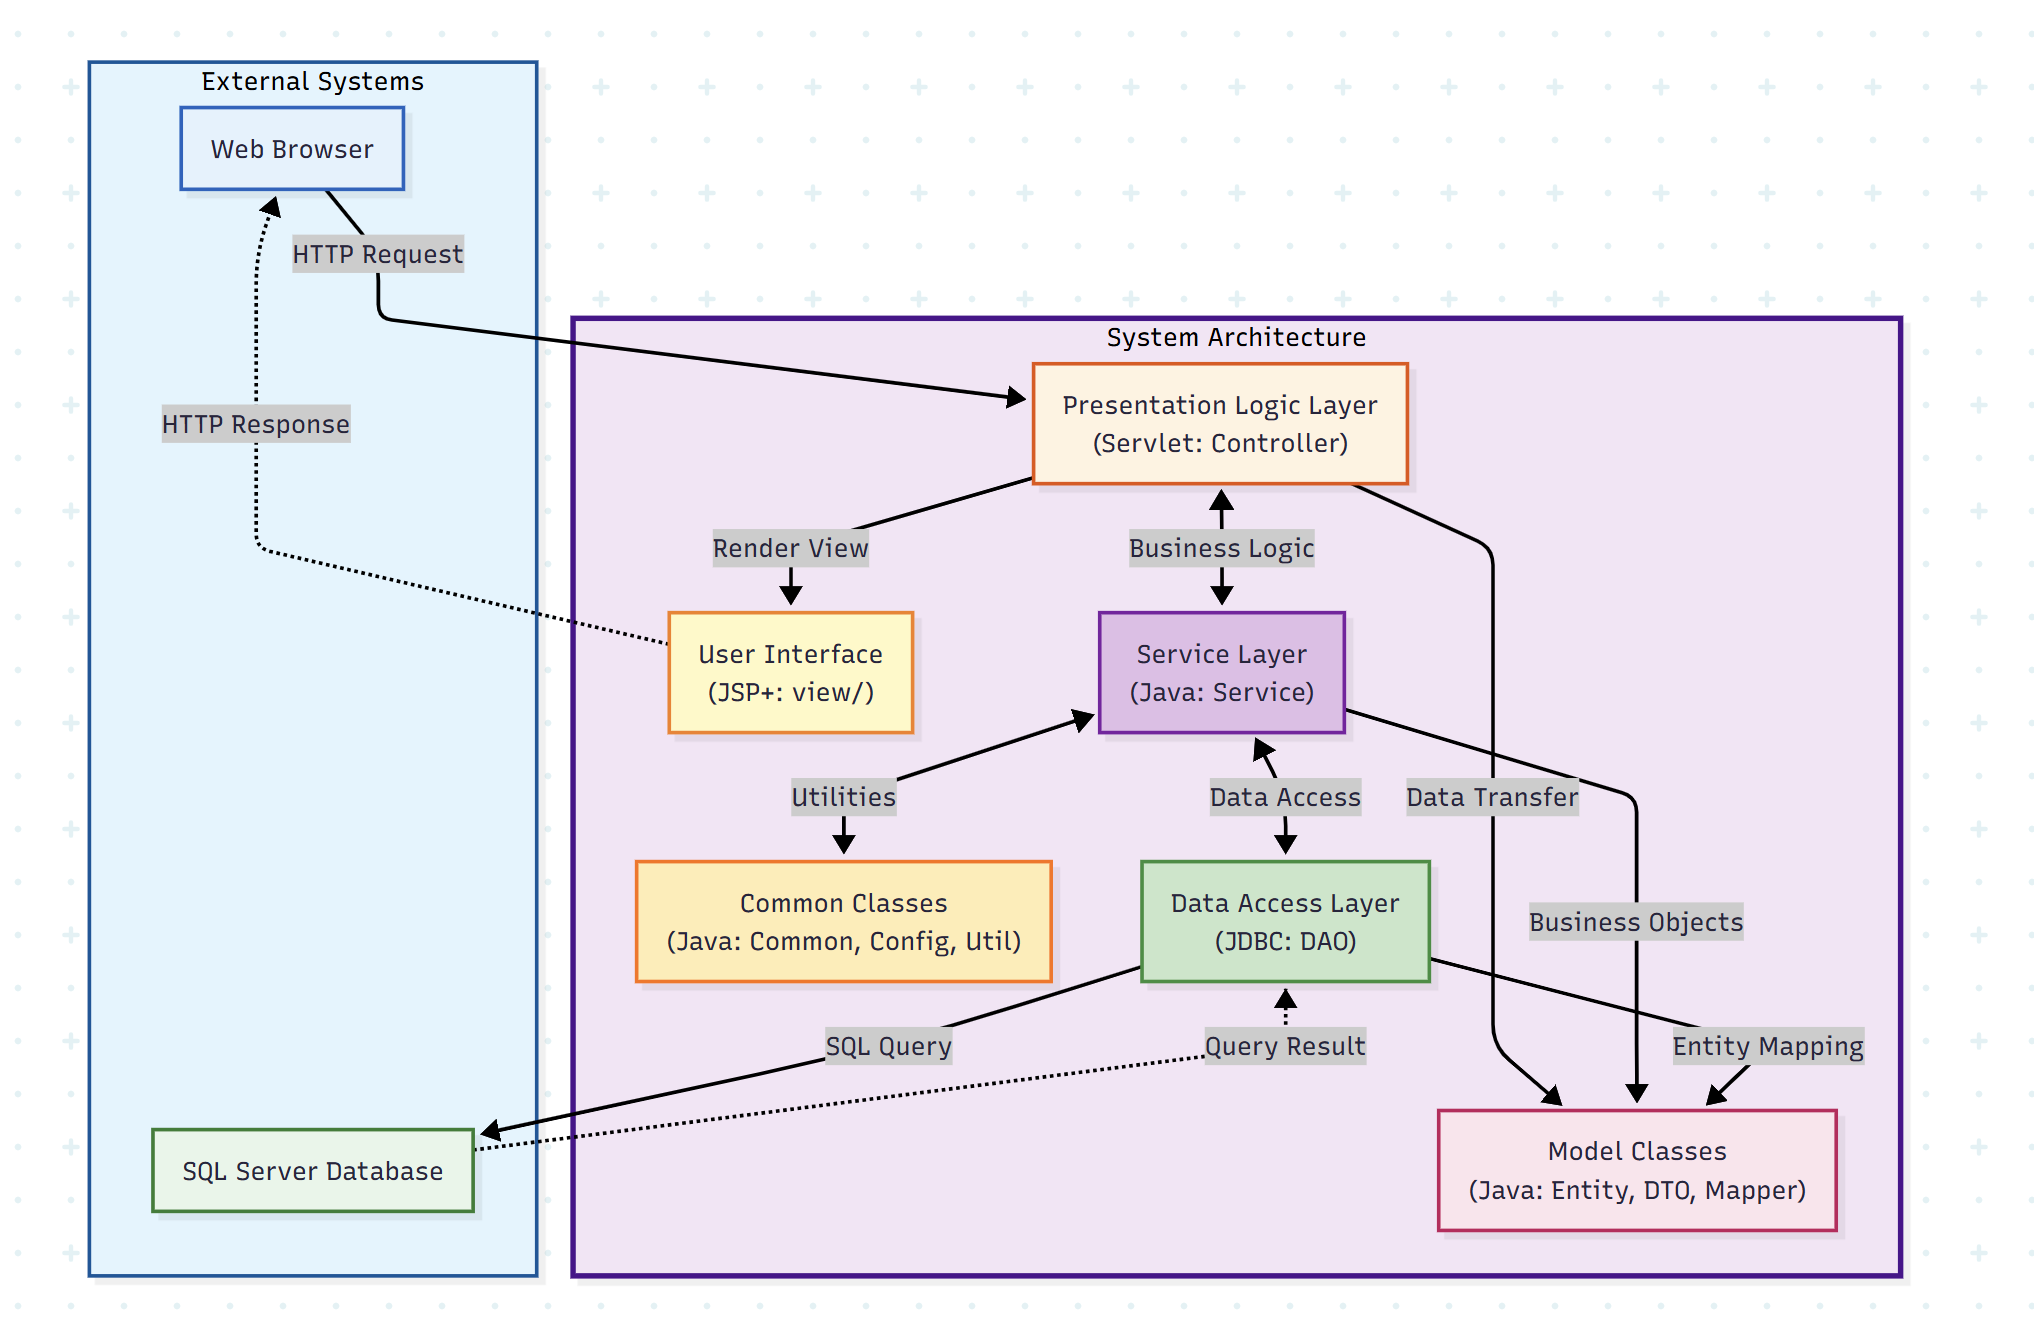 External Systems
Web Browser
HTTP Request
System Architecture
Presentation Logic Layer
(Servlet: Controller)
HTTP Response
Render View
Business Logic
User Interface
(JSP+: view/)
Service Layer
(Java: Service)
Utilities
Data Access
Data Transfer
Common Classes
(Java: Common, Config, Util)
Data Access Layer
(JDBC: DAO)
Business Objects
SQL Query
Query Result
Entity Mapping
SQL Server Database
Model Classes
(Java: Entity, DTO, Mapper)